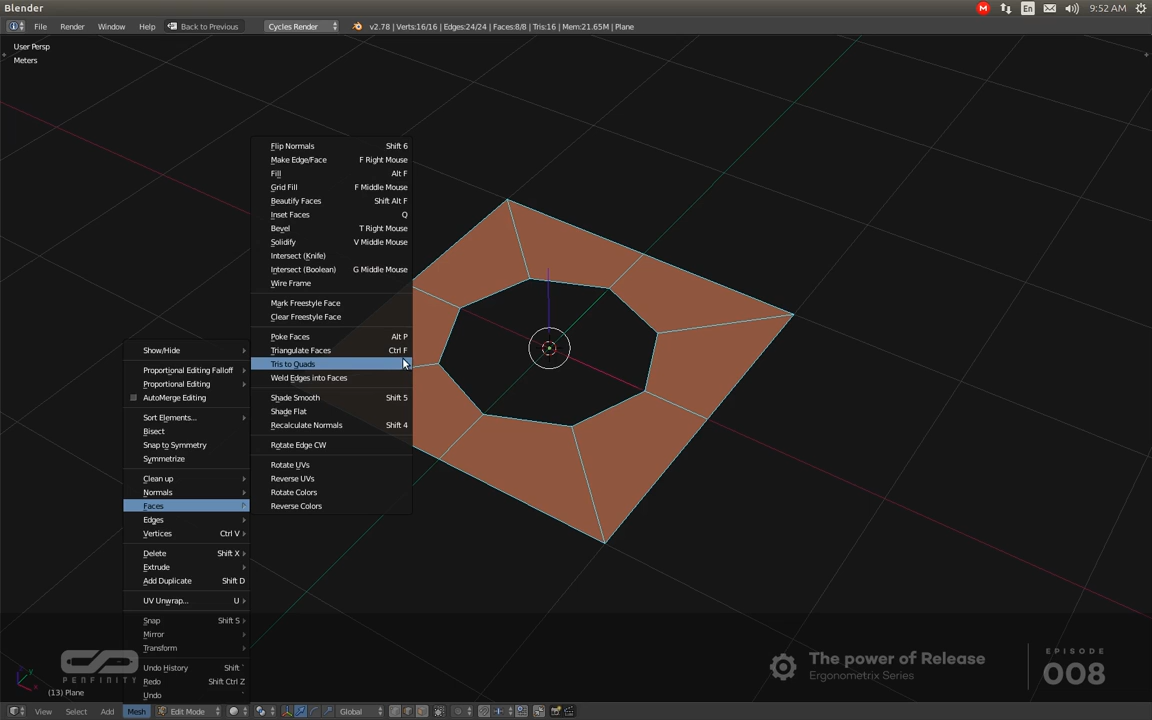 Blender
En
9:52 AM
File Render Window Help Back to Previous Cycles Render v2.78 | Verts:16/16 | Edges:24/24 | Faces:8/8 | Tris:16 | Mem:21.65M | Plane
User Persp
Meters
Flip Normals Shift 6
Make Edge/Face F Right Mouse
Fill Alt F
Grid Fill F Middle Mouse
Beautify Faces Shift Alt F
Inset Faces Q
Bevel T Right Mouse
Solidify V Middle Mouse
Intersect (Knife)
Intersect (Boolean) G Middle Mouse
Wire Frame
Mark Freestyle Face
Clear Freestyle Face
Poke Faces Alt P
Triangulate Faces Ctrl F
Tris to Quads
Weld Edges into Faces
Shade Smooth Shift 5
Shade Flat
Recalculate Normals Shift 4
Rotate Edge CW
Rotate UVs
Reverse UVs
Rotate Colors
Reverse Colors
Show/Hide
Proportional Editing Falloff
Proportional Editing
AutoMerge Editing
Sort Elements...
Bisect
Snap to Symmetry
Symmetrize
Clean up
Normals
Faces
Edges
Vertices Ctrl V
Delete Shift X
Extrude
Add Duplicate Shift D
UV Unwrap... U
Snap Shift S
Mirror
Transform
Undo History Shift `
Redo Shift Ctrl Z
Undo
PENFINITY
(13) Plane
The power of Release
Ergonometrix Series
EPISODE
008
View Select Add Mesh Edit Mode Global